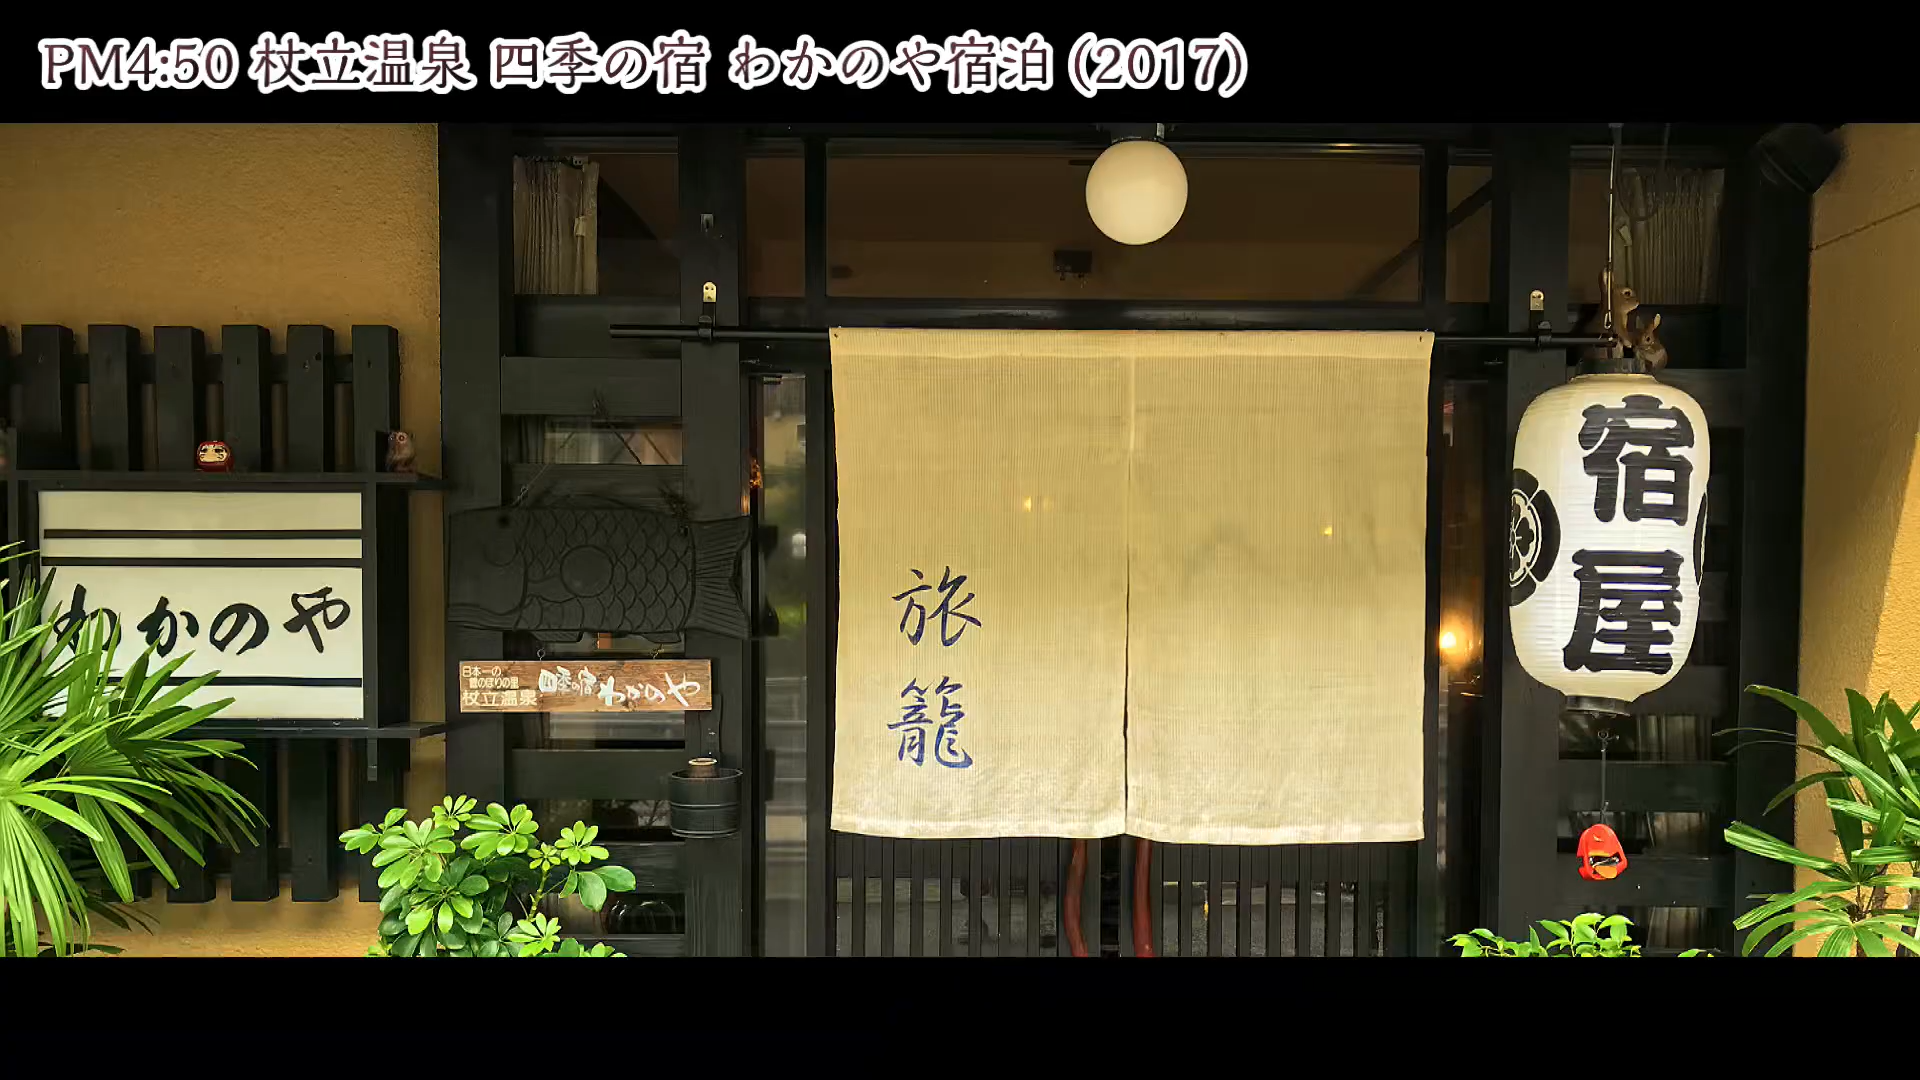 PM4:50 杖立温泉 四季の宿 わかのや宿泊 (2017)
わかのや
日本一の
鯉のぼりの里
杖立温泉
四季の宿 わかのや
旅籠
宿屋